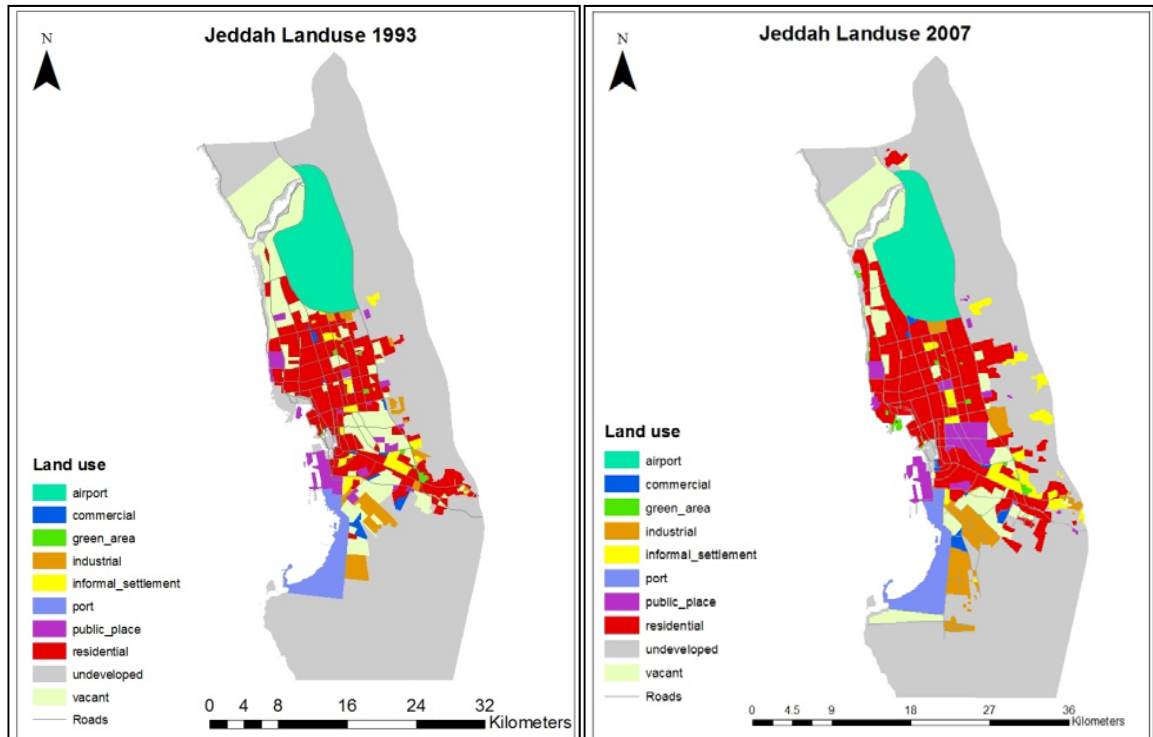 Jeddah Landuse 1993
N
Land use
airport
commercial
green_area
industrial
informal_settlement
port
public_place
residential
undeveloped
vacant
Roads
0 4 8 16 24 32
Kilometers
Jeddah Landuse 2007
N
Land use
airport
commercial
green_area
industrial
informal_settlement
port
public_place
residential
undeveloped
vacant
Roads
0 4.5 9 18 27 36
Kilometers